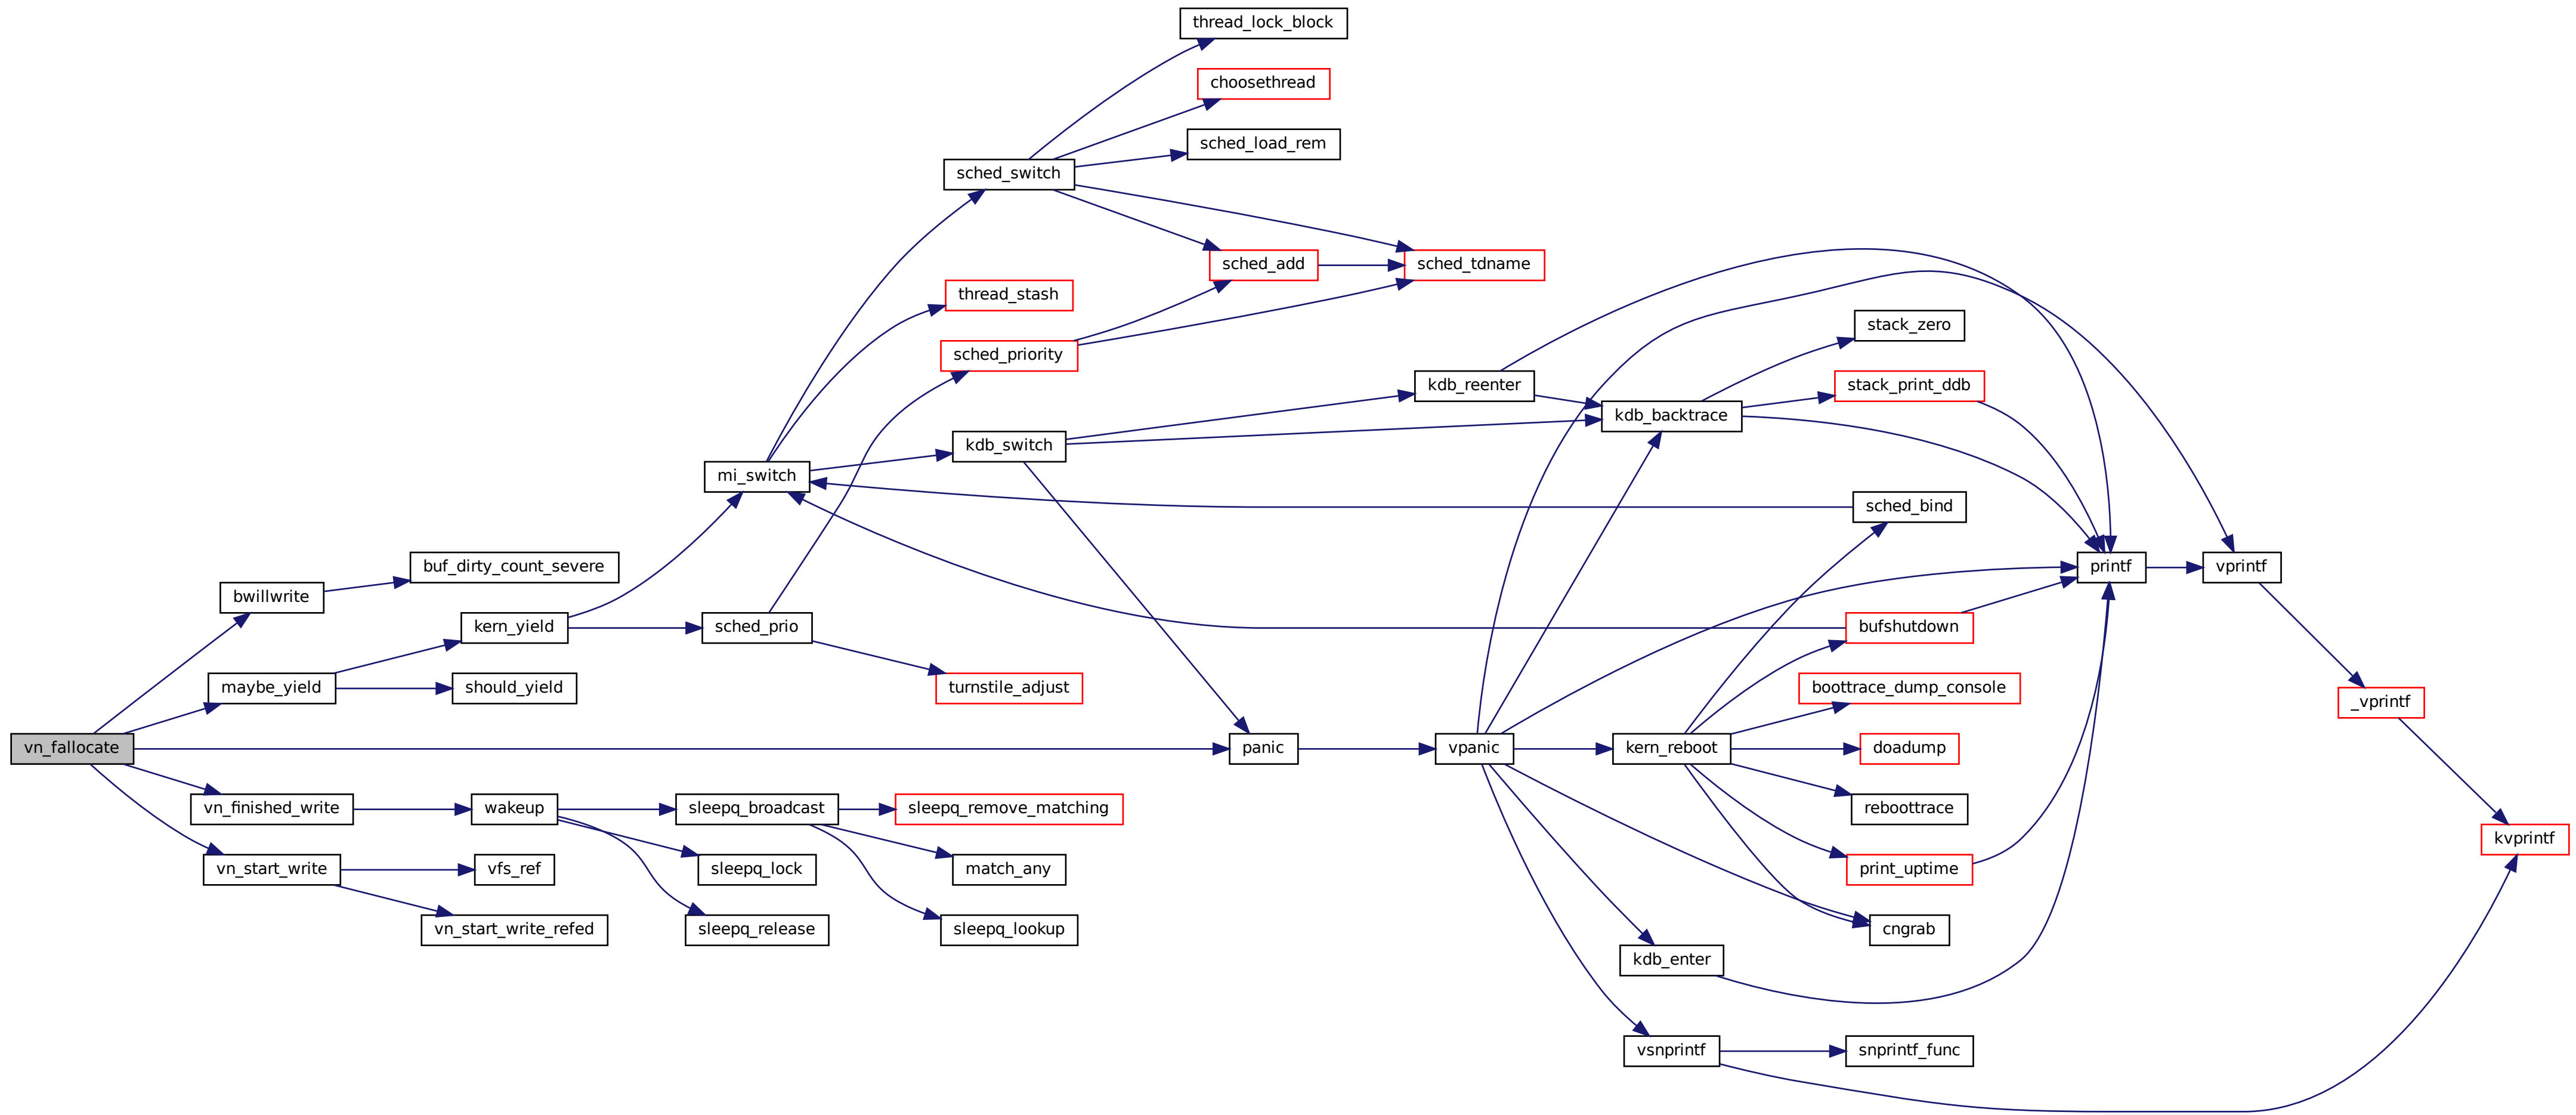 vn_fallocate
bwillwrite
maybe_yield
vn_finished_write
vn_start_write
buf_dirty_count_severe
kern_yield
should_yield
wakeup
vfs_ref
vn_start_write_refed
mi_switch
sched_prio
sleepq_broadcast
sleepq_lock
sleepq_release
sched_switch
thread_stash
sched_priority
kdb_switch
turnstile_adjust
sleepq_remove_matching
match_any
sleepq_lookup
thread_lock_block
choosethread
sched_load_rem
sched_add
panic
sched_tdname
kdb_reenter
vpanic
kdb_backtrace
kern_reboot
kdb_enter
vsnprintf
stack_zero
stack_print_ddb
sched_bind
bufshutdown
boottrace_dump_console
doadump
reboottrace
print_uptime
cngrab
snprintf_func
printf
vprintf
_vprintf
kvprintf